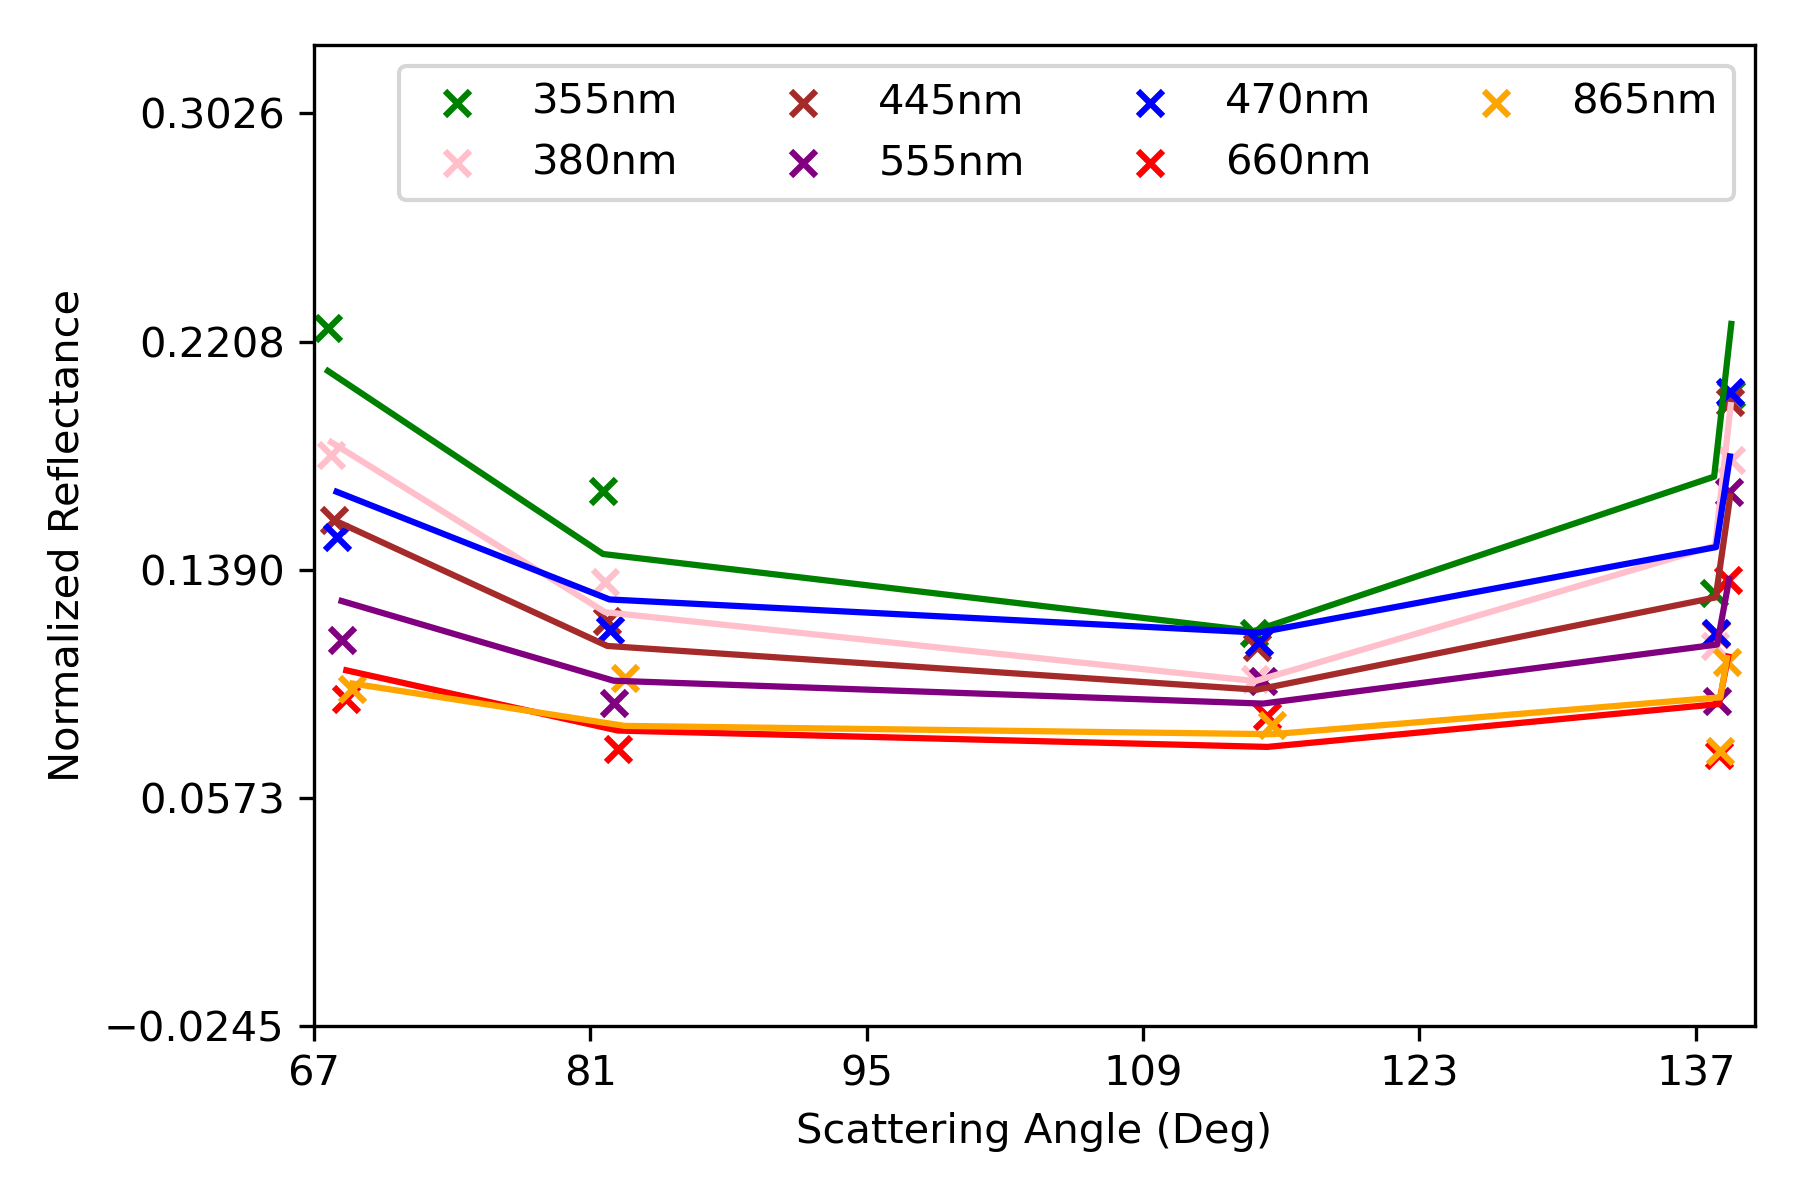 0.3026
0.2208
0.1390
0.0573
−0.0245
Normalized Reflectance
355nm 445nm 470nm 865nm
380nm 555nm 660nm
67 81 95 109 123 137
Scattering Angle (Deg)